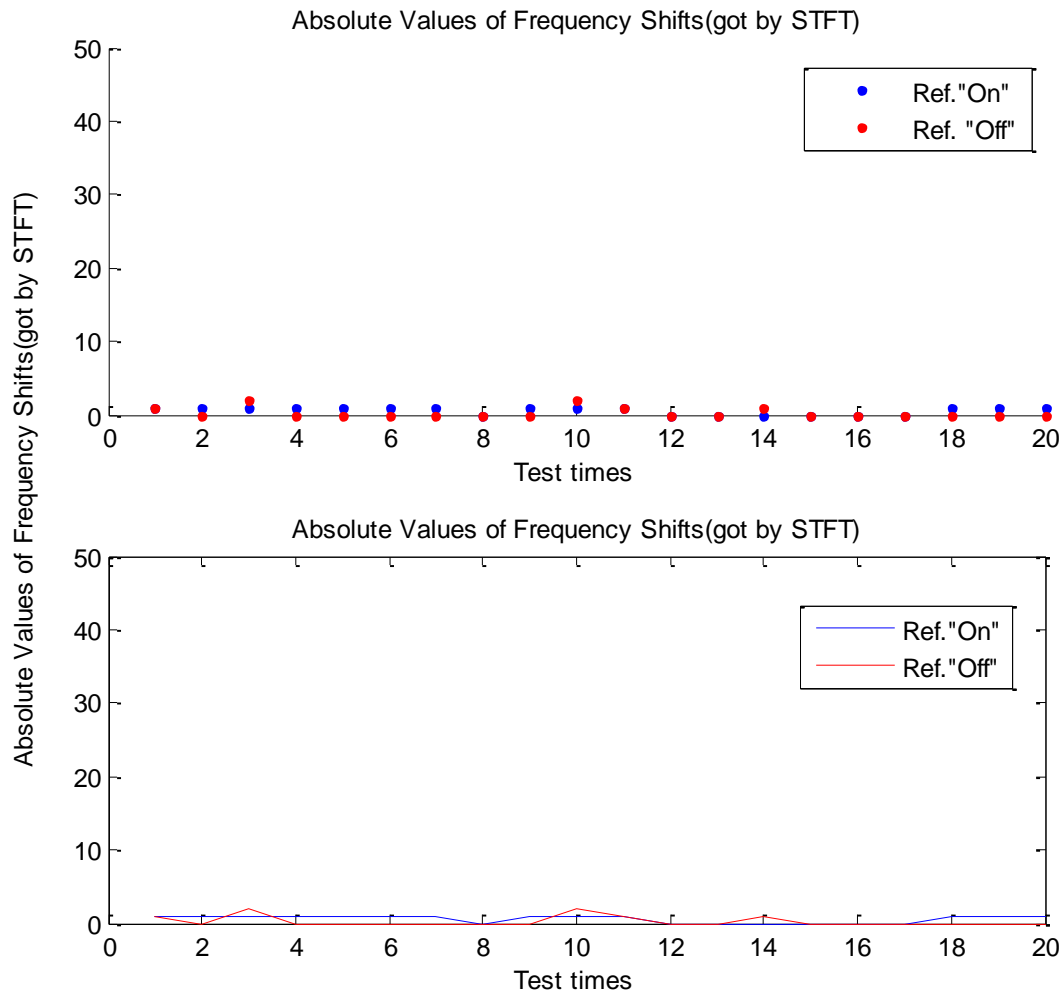 Absolute Values of Frequency Shifts(got by STFT)
Absolute Values of Frequency Shifts(got by STFT)
50
40
30
20
10
0
Ref."On"
Ref. "Off"
0 2 4 6 8 10 12 14 16 18 20
Test times
Absolute Values of Frequency Shifts(got by STFT)
50
40
30
20
10
0
Ref."On"
Ref."Off"
0 2 4 6 8 10 12 14 16 18 20
Test times